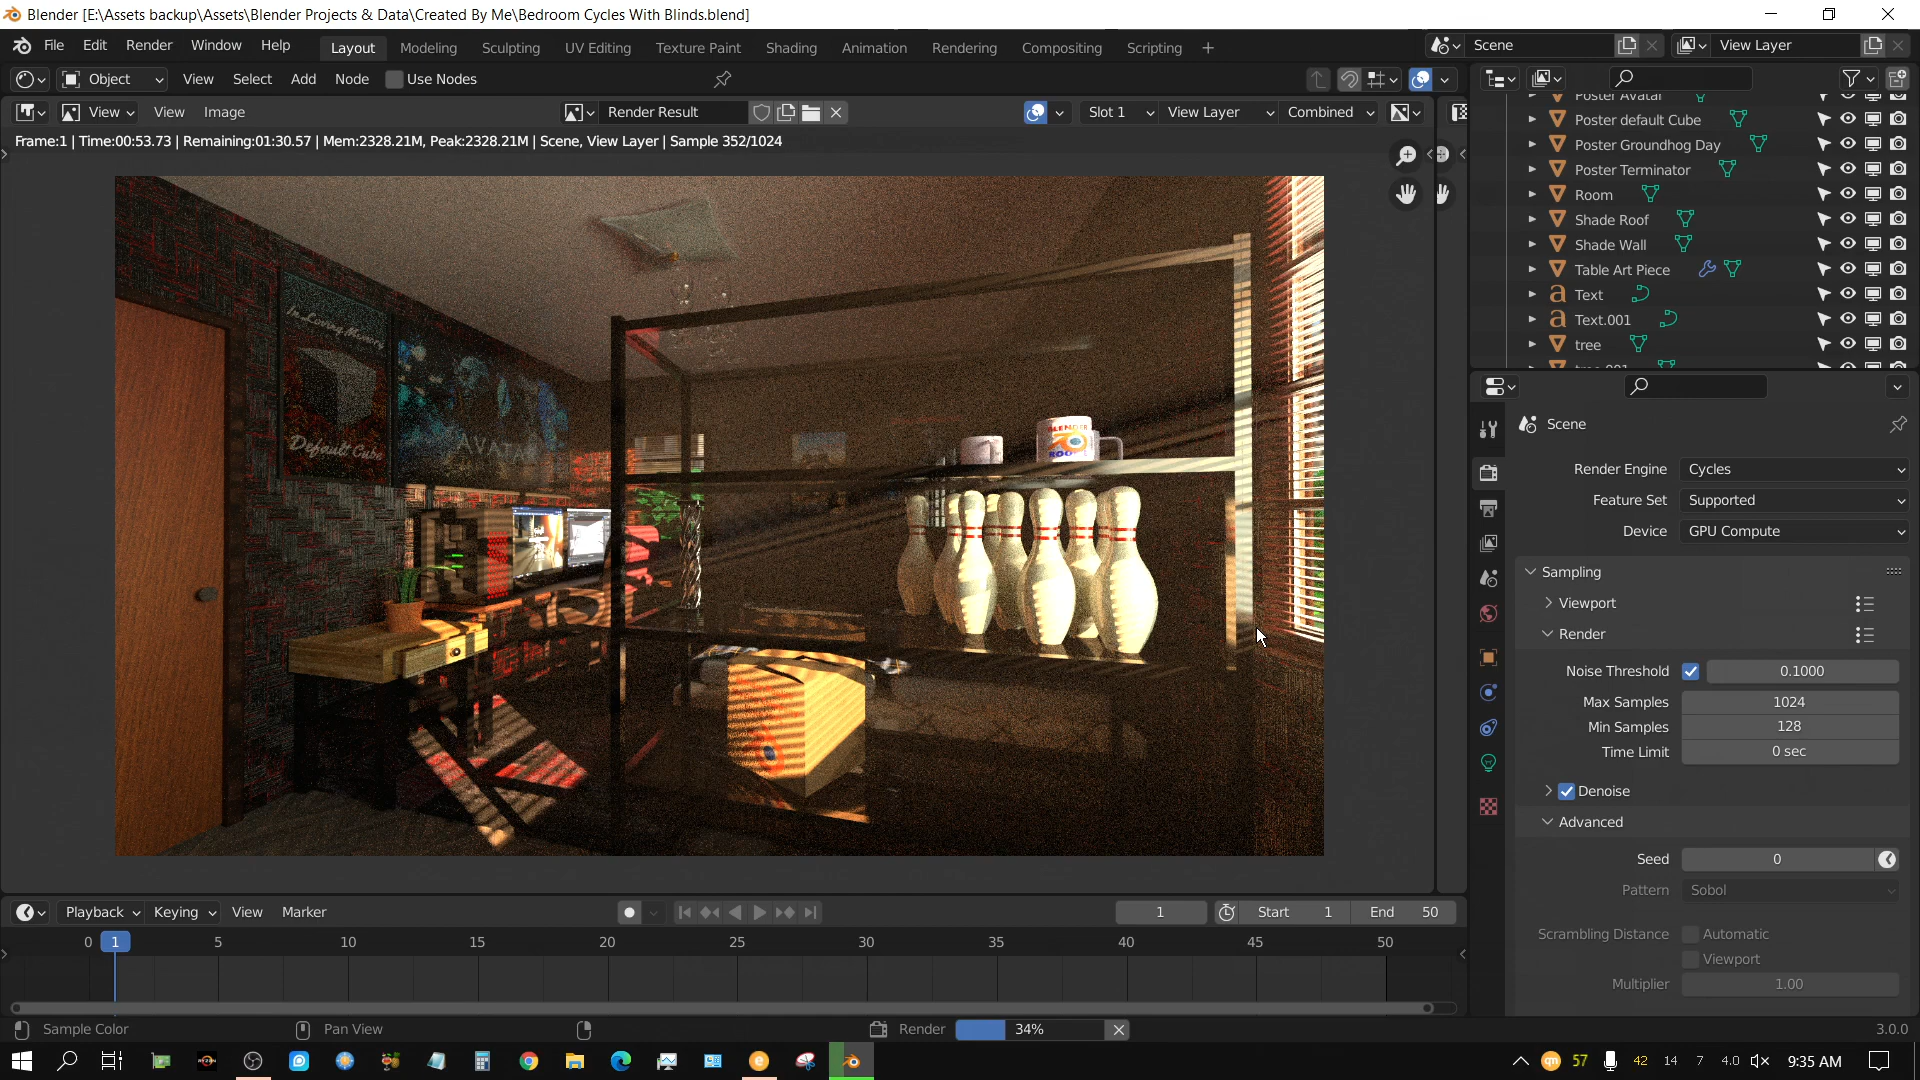 Blender [E:\Assets backup\Assets\Blender Projects & Data\Created By Me\Bedroom Cycles With Blinds.blend]
File Edit Render Window Help Layout Modeling Sculpting UV Editing Texture Paint Shading Animation Rendering Compositing Scripting + Scene View Layer
Object View Select Add Node Use Nodes
View View Image Render Result Slot 1 View Layer Combined
Frame:1 | Time:00:53.73 | Remaining:01:30.57 | Mem:2328.21M, Peak:2328.21M | Scene, View Layer | Sample 352/1024
Poster Avatar
Poster default Cube
Poster Groundhog Day
Poster Terminator
Room
Shade Roof
Shade Wall
Table Art Piece
Text
Text.001
tree
tree.001
In Loving Memory
Default Cube
AVATAR
BLENDER
Scene
Render Engine Cycles
Feature Set Supported
Device GPU Compute
Sampling
Viewport
Render
Noise Threshold 0.1000
Max Samples 1024
Min Samples 128
Time Limit 0 sec
Denoise
Advanced
Seed 0
Pattern Sobol
Scrambling Distance Automatic
Viewport
Multiplier 1.00
Playback Keying View Marker 1 Start 1 End 50
0 1 5 10 15 20 25 30 35 40 45 50
Sample Color Pan View Render 34% 3.0.0
57 42 14 7 4.0 9:35 AM